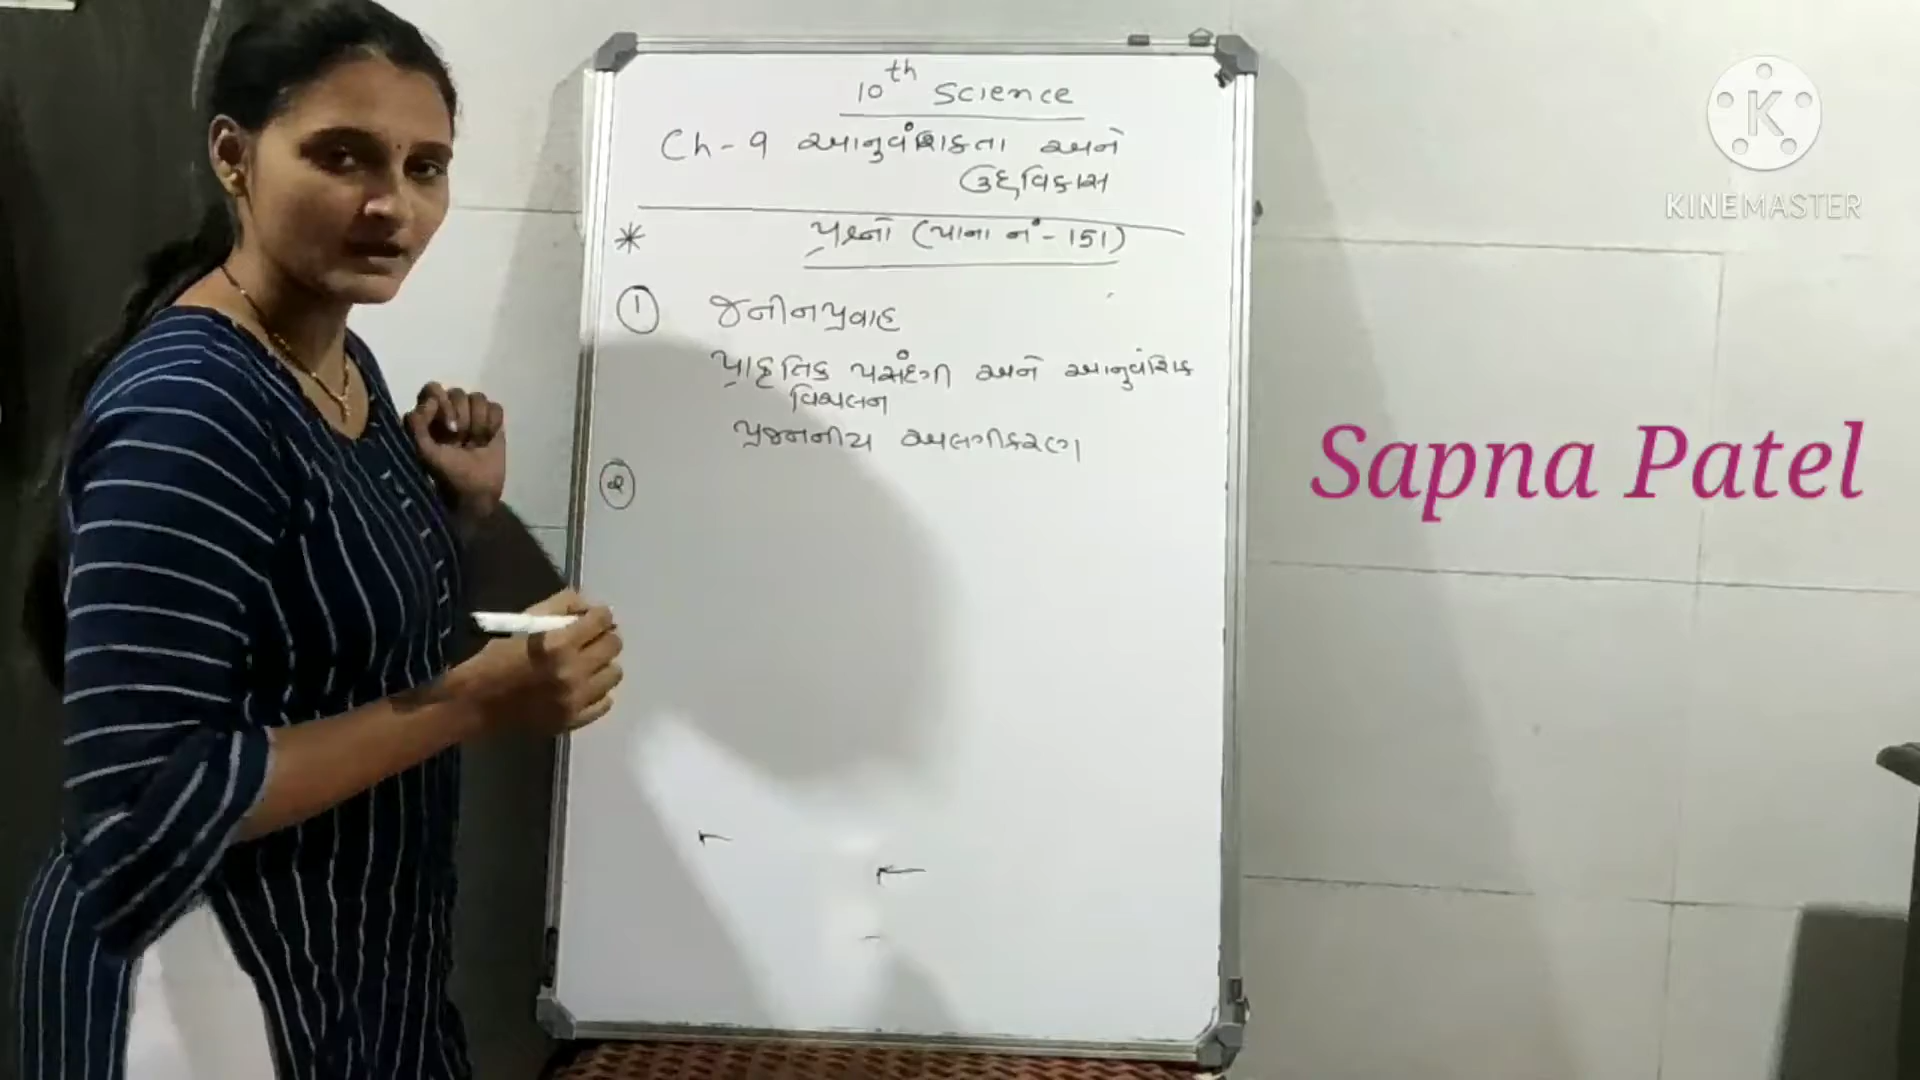 10th Science
Ch-9 આનુવંશિકતા અને
ઉદ્દવિકાસ
* પ્રશ્નો (પાના નં - 151)
① જનીનપ્રવાહ
પ્રાકૃતિક પસંદગી અને આનુવંશિક
વિચલન
પ્રજનનીય અલગીકરણ
②
Sapna Patel
K
KINEMASTER